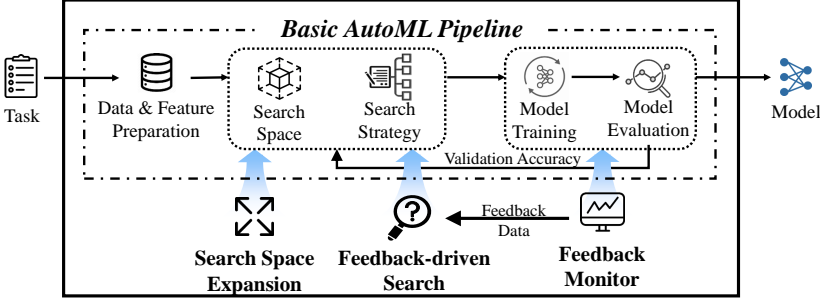 Basic AutoML Pipeline
Task
Data & Feature
Preparation
Search
Space
Search
Strategy
Model
Training
Model
Evaluation
Model
Validation Accuracy
Feedback
Data
Search Space
Expansion
Feedback-driven
Search
Feedback
Monitor